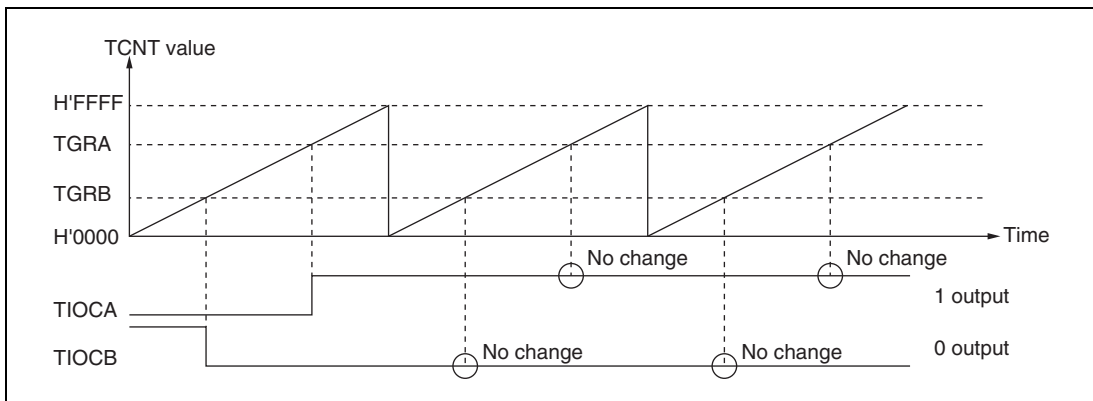 TCNT value
H'FFFF
TGRA
TGRB
H'0000
Time
No change No change
TIOCA
1 output
No change No change
TIOCB
0 output